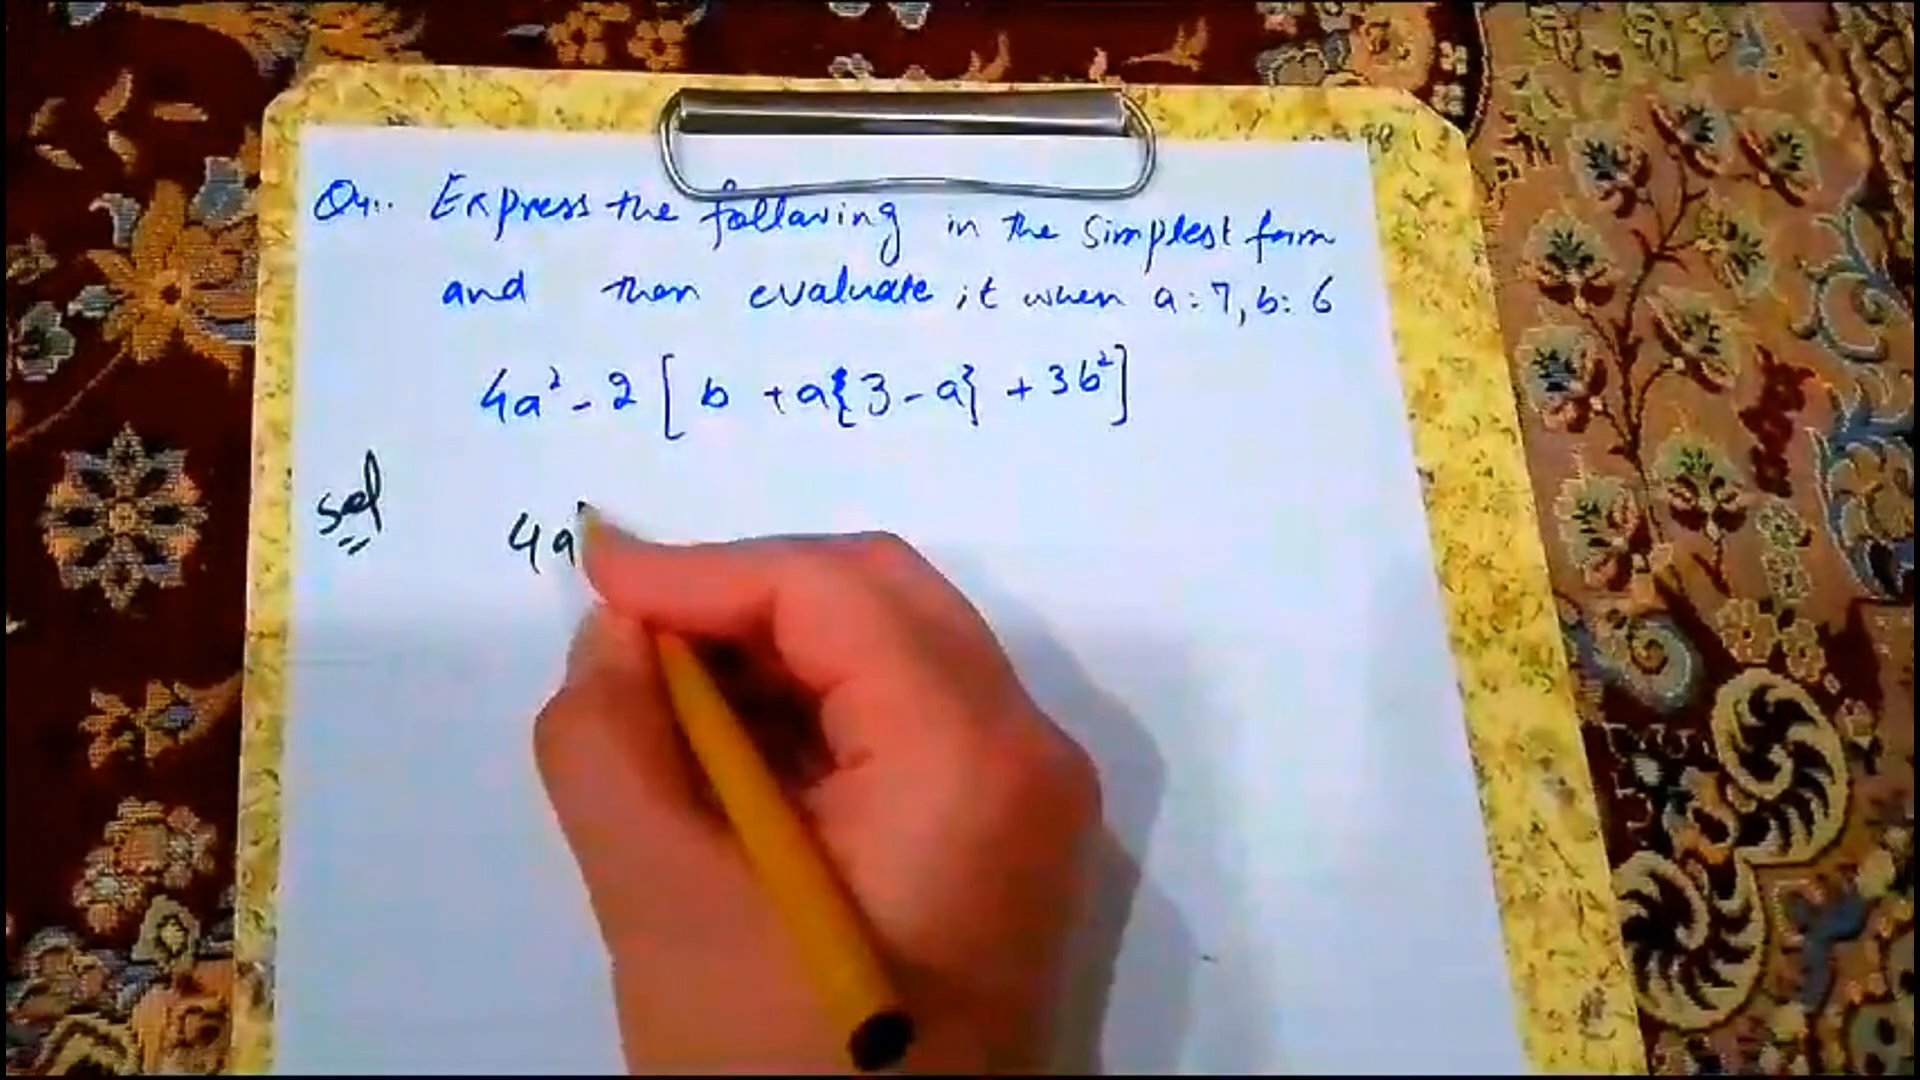 Q4:. Express the following in the simplest form
and then evaluate it when a:7, b: 6
4a² - 2 [ b + a{3 - a} + 3b²]
sol
4a